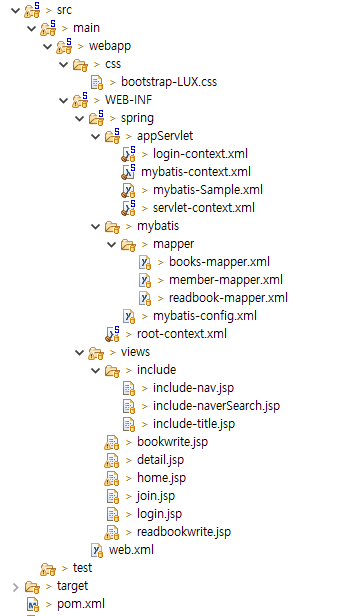 > src
> main
> webapp
> css
> bootstrap-LUX.css
> WEB-INF
> spring
> appServlet
> login-context.xml
mybatis-context.xml
> mybatis-Sample.xml
> servlet-context.xml
> mybatis
> mapper
> books-mapper.xml
> member-mapper.xml
> readbook-mapper.xml
> mybatis-config.xml
> root-context.xml
> views
> include
> include-nav.jsp
> include-naverSearch.jsp
> include-title.jsp
> bookwrite.jsp
> detail.jsp
> home.jsp
> join.jsp
> login.jsp
> readbookwrite.jsp
web.xml
> test
> target
> pom.xml